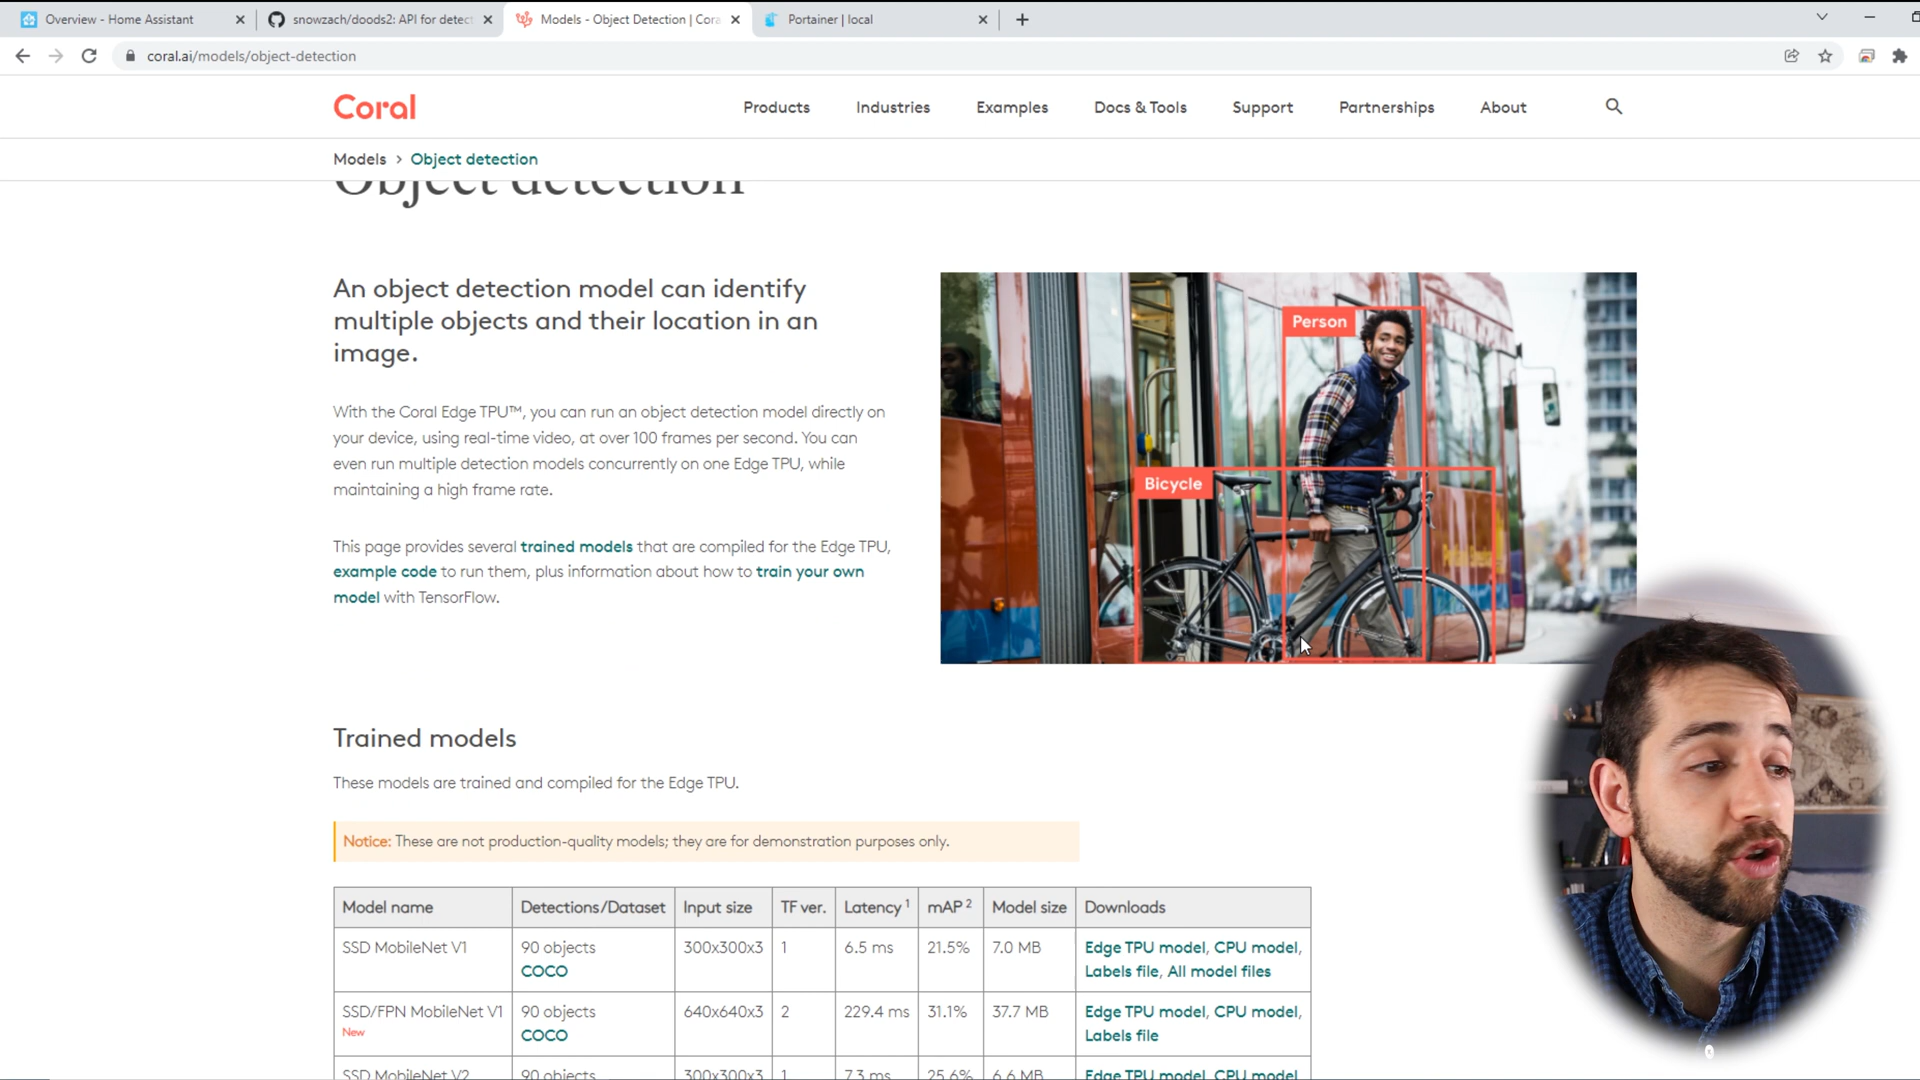 Overview - Home Assistant
snowzach/doods2: API for detect
Models - Object Detection | Cora
Portainer | local
coral.ai/models/object-detection
Coral
Products
Industries
Examples
Docs & Tools
Support
Partnerships
About
Models > Object detection
Object detection
An object detection model can identify
multiple objects and their location in an
image.
With the Coral Edge TPU™, you can run an object detection model directly on
your device, using real-time video, at over 100 frames per second. You can
even run multiple detection models concurrently on one Edge TPU, while
maintaining a high frame rate.
This page provides several trained models that are compiled for the Edge TPU,
example code to run them, plus information about how to train your own
model with TensorFlow.
Person
Bicycle
Trained models
These models are trained and compiled for the Edge TPU.
Notice: These are not production-quality models; they are for demonstration purposes only.
Model name Detections/Dataset Input size TF ver. Latency 1 mAP 2 Model size Downloads
SSD MobileNet V1 90 objects 300x300x3 1 6.5 ms 21.5% 7.0 MB Edge TPU model, CPU model,
COCO Labels file, All model files
SSD/FPN MobileNet V1 90 objects 640x640x3 2 229.4 ms 31.1% 37.7 MB Edge TPU model, CPU model,
New COCO Labels file
SSD MobileNet V2 90 objects 300x300x3 1 7.3 ms 25.6% 6.6 MB Edge TPU model, CPU model,